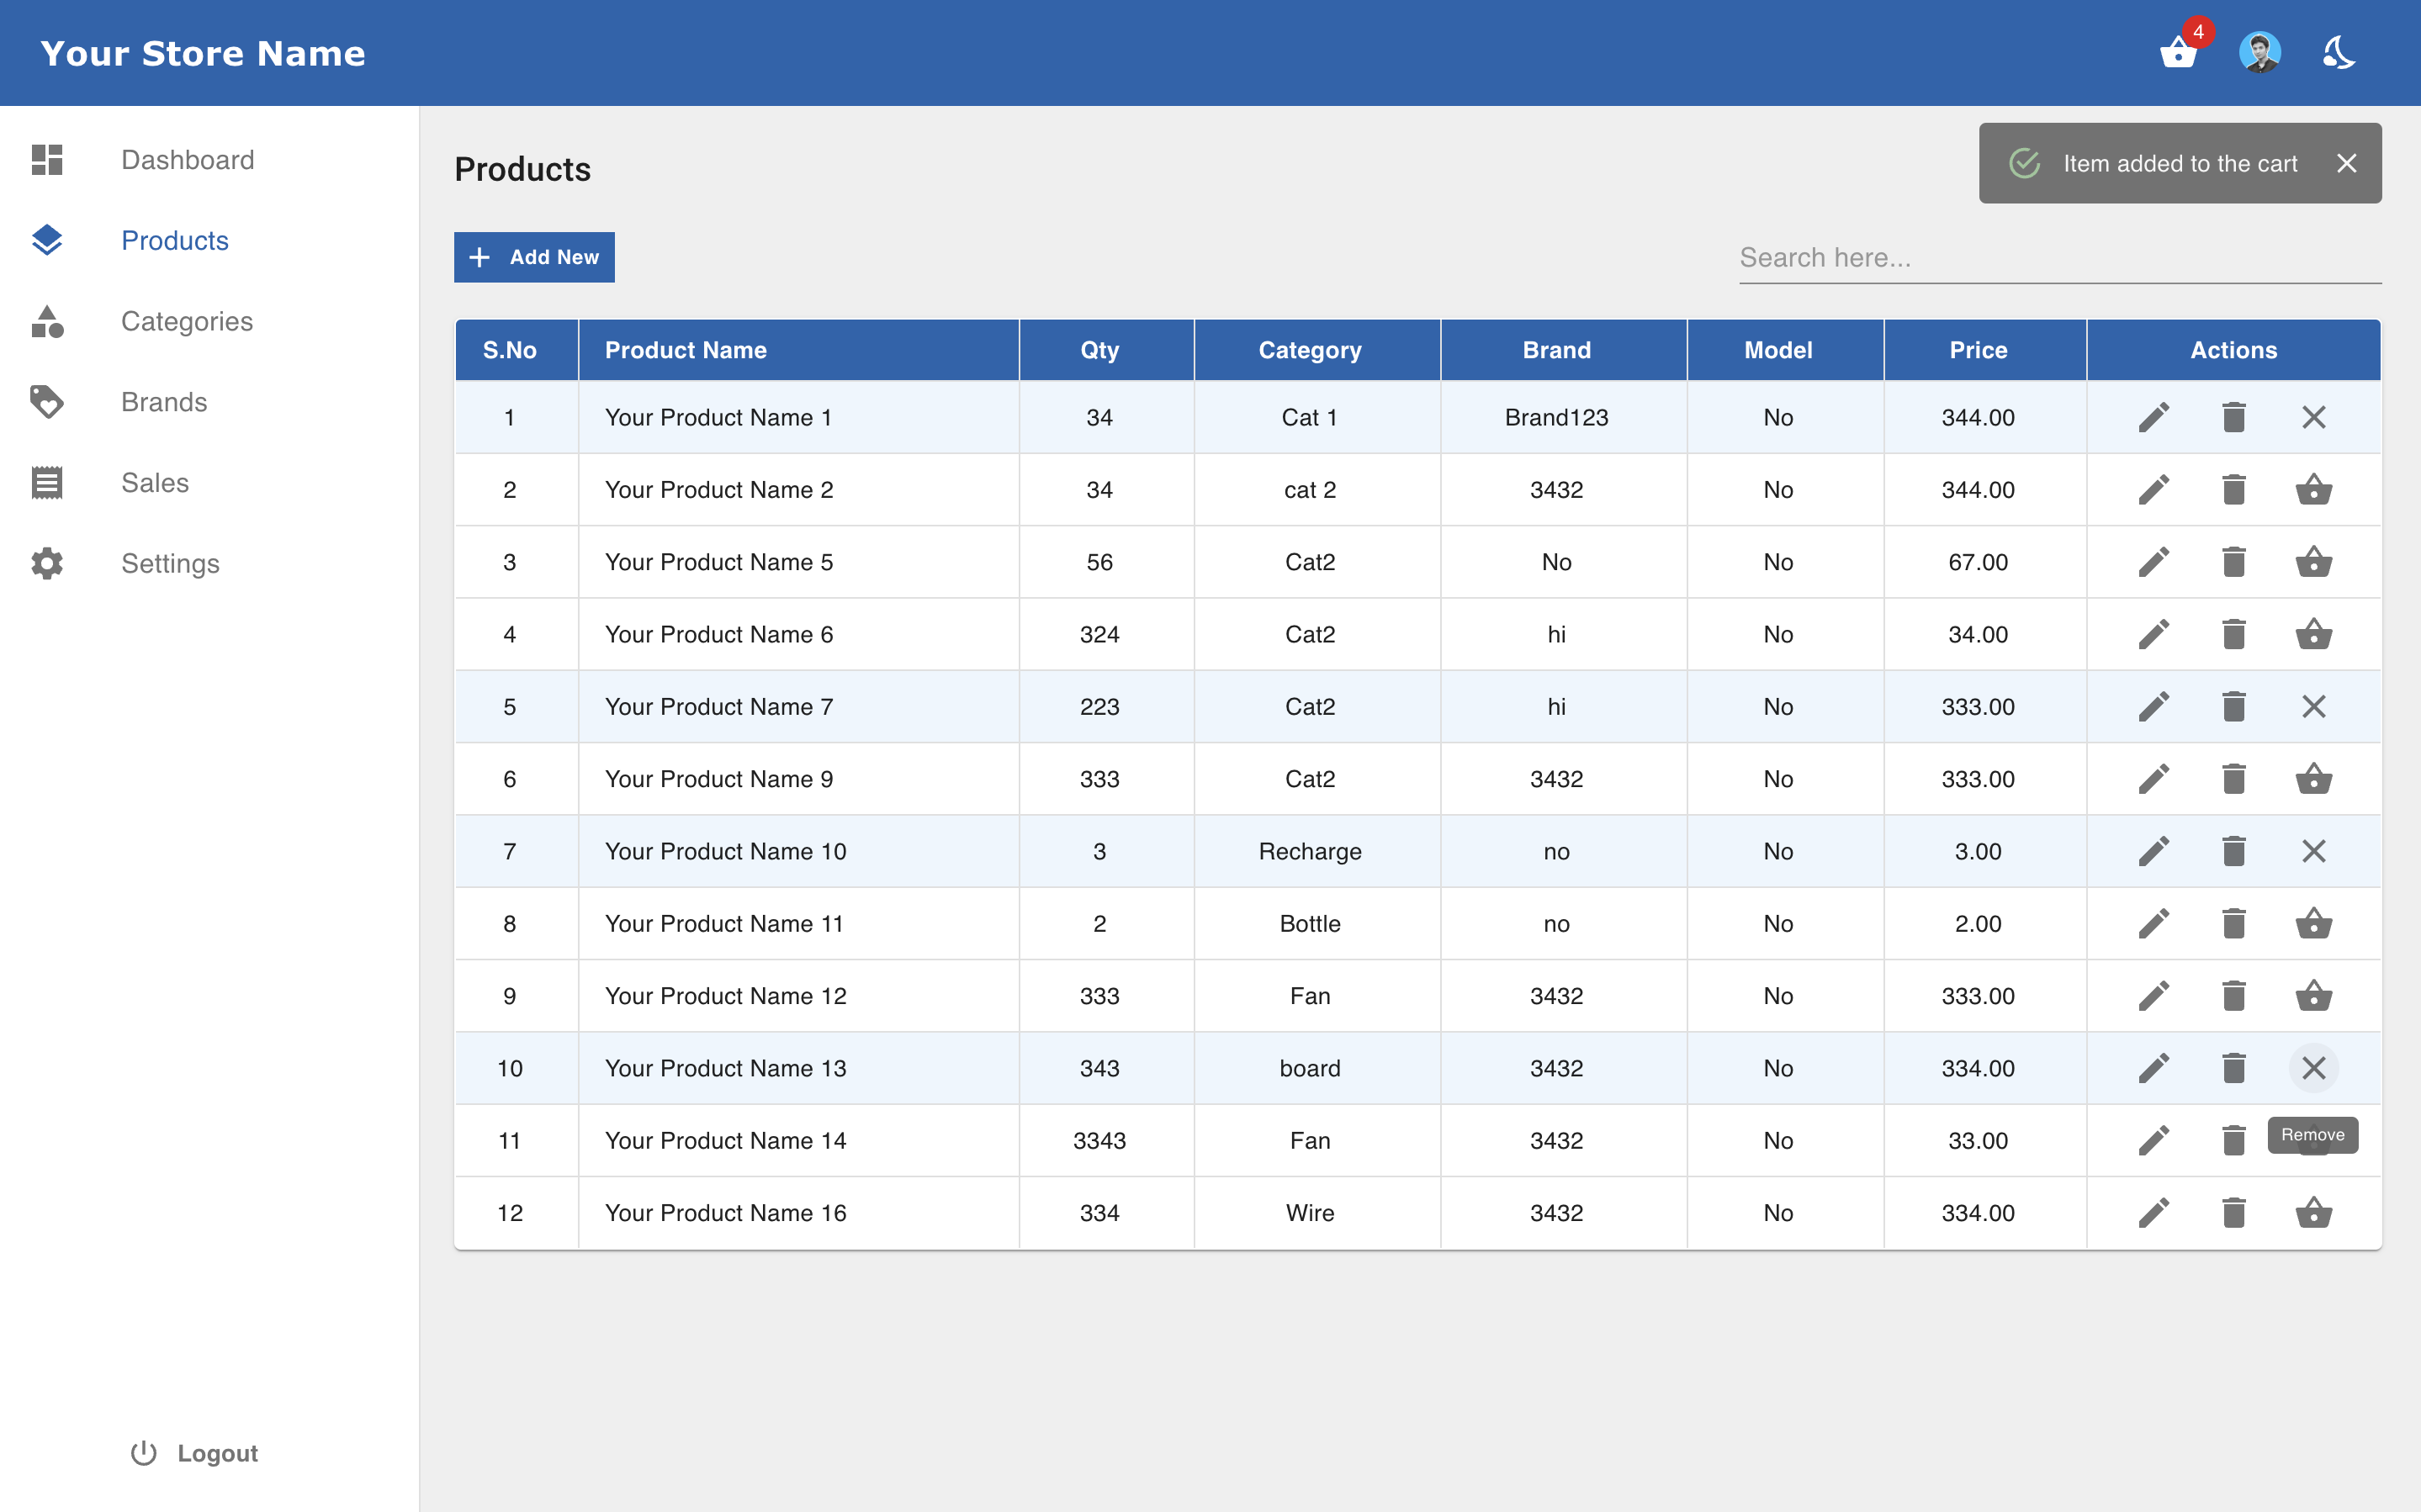 Your Store Name
4
Dashboard
Products
Categories
Brands
Sales
Settings
Logout
Products
Item added to the cart
Add New
Search here...
S.No Product Name Qty Category Brand Model Price Actions
1 Your Product Name 1 34 Cat 1 Brand123 No 344.00
2 Your Product Name 2 34 cat 2 3432 No 344.00
3 Your Product Name 5 56 Cat2 No No 67.00
4 Your Product Name 6 324 Cat2 hi No 34.00
5 Your Product Name 7 223 Cat2 hi No 333.00
6 Your Product Name 9 333 Cat2 3432 No 333.00
7 Your Product Name 10 3 Recharge no No 3.00
8 Your Product Name 11 2 Bottle no No 2.00
9 Your Product Name 12 333 Fan 3432 No 333.00
10 Your Product Name 13 343 board 3432 No 334.00
11 Your Product Name 14 3343 Fan 3432 No 33.00
Remove
12 Your Product Name 16 334 Wire 3432 No 334.00